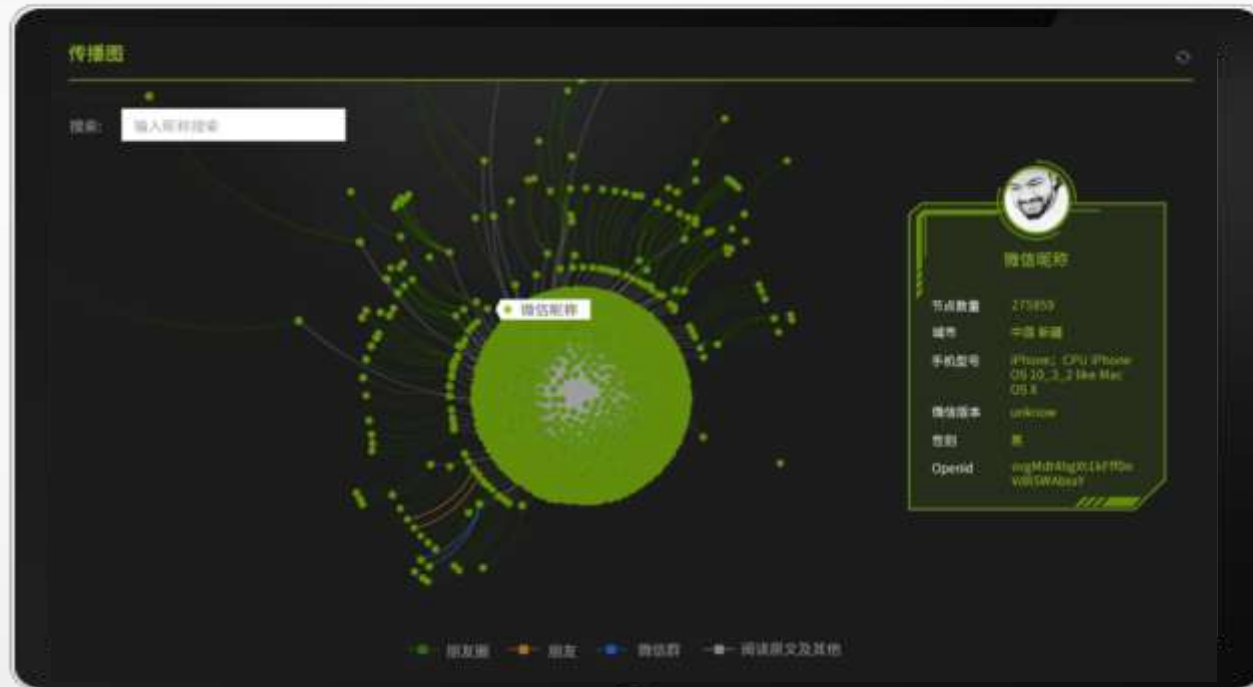 传播图
搜索:
输入昵称搜索
微信昵称
微信昵称
节点数量 275859
城市 中国 新疆
手机型号 iPhone; CPU iPhone
OS 10_3_2 like Mac
OS X
微信版本 unknow
性别 男
Openid
朋友圈 朋友 微信群 阅读原文及其他